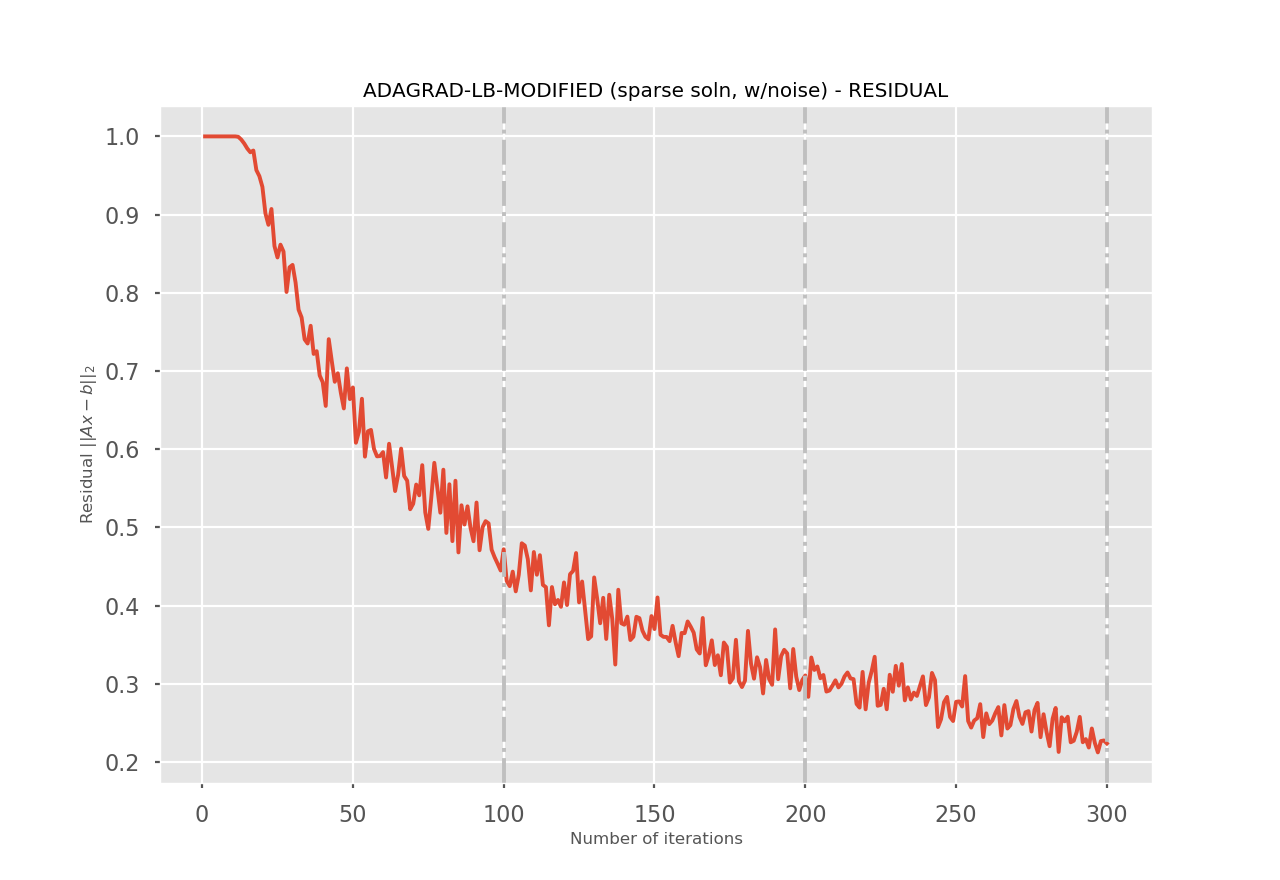 ADAGRAD-LB-MODIFIED (sparse soln, w/noise) - RESIDUAL
1.0
0.9
0.8
0.7
0.6
0.5
0.4
0.3
0.2
Residual ||Ax − b||₂
0 50 100 150 200 250 300
Number of iterations